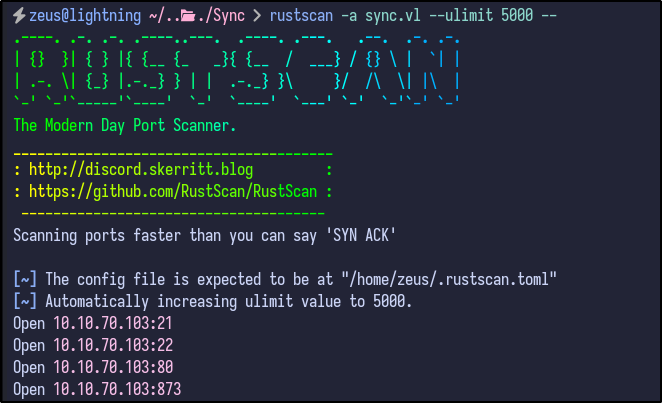 zeus@lightning ~/../Sync > rustscan -a sync.vl --ulimit 5000 --
.----. .-. .-. .----..---.  .----. .---.   .--.  .-. .-.
| {}  }| { } |{ {__ {_   _}{ {__  /  ___} / {} \ |  `| |
| .-. \| {_} |.-._} } | |  .-._} }\     }/  /\  \| |\  |
`-' `-'`-----'`----'  `-'  `----'  `---' `-'  `-'`-' `-'
The Modern Day Port Scanner.
________________________________________
: http://discord.skerritt.blog         :
: https://github.com/RustScan/RustScan :
 --------------------------------------
Scanning ports faster than you can say 'SYN ACK'
[~] The config file is expected to be at "/home/zeus/.rustscan.toml"
[~] Automatically increasing ulimit value to 5000.
Open 10.10.70.103:21
Open 10.10.70.103:22
Open 10.10.70.103:80
Open 10.10.70.103:873